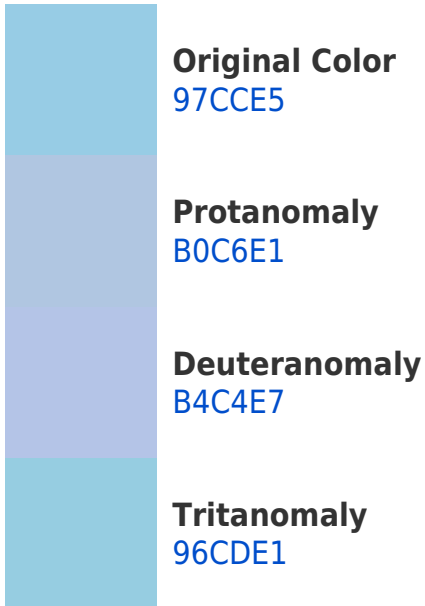 Original Color
97CCE5
Protanomaly
B0C6E1
Deuteranomaly
B4C4E7
Tritanomaly
96CDE1